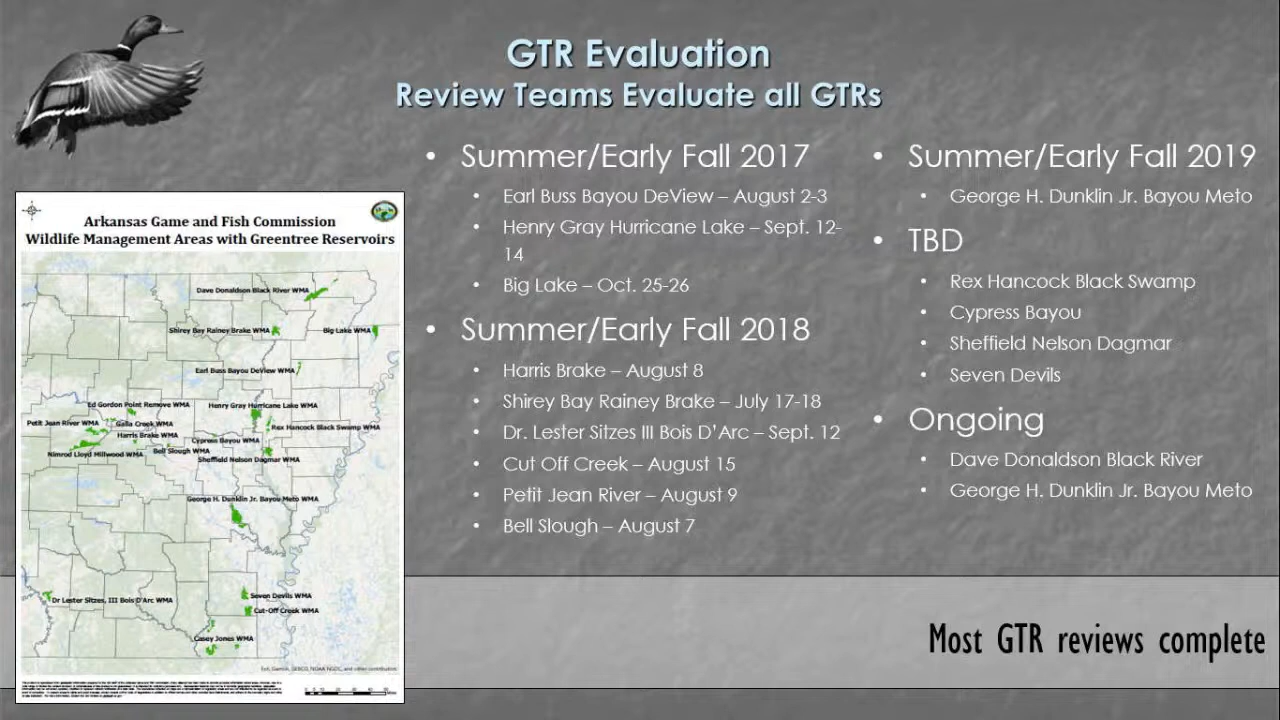 GTR Evaluation
Review Teams Evaluate all GTRs
• Summer/Early Fall 2017
• Earl Buss Bayou DeView – August 2-3
• Henry Gray Hurricane Lake – Sept. 12-
14
• Big Lake – Oct. 25-26
• Summer/Early Fall 2018
• Harris Brake – August 8
• Shirey Bay Rainey Brake – July 17-18
• Dr. Lester Sitzes III Bois D’Arc – Sept. 12
• Cut Off Creek – August 15
• Petit Jean River – August 9
• Bell Slough – August 7
• Summer/Early Fall 2019
• George H. Dunklin Jr. Bayou Meto
• TBD
• Rex Hancock Black Swamp
• Cypress Bayou
• Sheffield Nelson Dagmar
• Seven Devils
• Ongoing
• Dave Donaldson Black River
• George H. Dunklin Jr. Bayou Meto
Arkansas Game and Fish Commission
Wildlife Management Areas with Greentree Reservoirs
Dave Donaldson Black River WMA
Shirey Bay Rainey Brake WMA
Big Lake WMA
Earl Buss Bayou DeView WMA
Ed Gordon Point Remove WMA
Henry Gray Hurricane Lake WMA
Petit Jean River WMA
Galla Creek WMA
Rex Hancock Black Swamp WMA
Harris Brake WMA
Cypress Bayou WMA
Nimrod Lloyd Millwood WMA
Bell Slough WMA
Sheffield Nelson Dagmar WMA
George H. Dunklin Jr. Bayou Meto WMA
Dr Lester Sitzes, III Bois D'Arc WMA
Seven Devils WMA
Cut-Off Creek WMA
Casey Jones WMA
Esri, Garmin, GEBCO, NOAA NGDC, and other contributors
Most GTR reviews complete